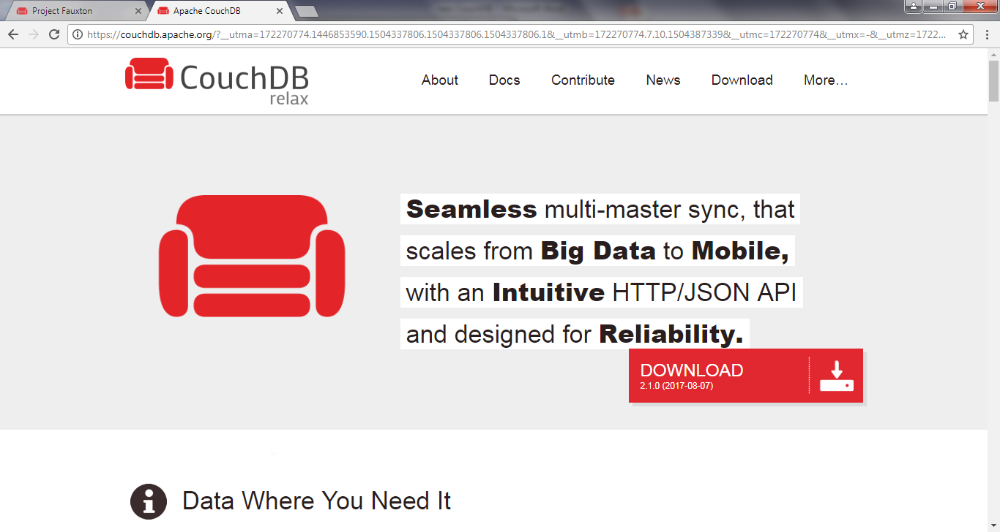 Project Fauxton
Apache CouchDB
https://couchdb.apache.org/?__utma=172270774.1446853590.1504337806.1504337806.1504337806.1&__utmb=172270774.7.10.1504387339&__utmc=172270774&__utmx=-&__utmz=1722...
CouchDB
relax
About Docs Contribute News Download More…
Seamless multi-master sync, that
scales from Big Data to Mobile,
with an Intuitive HTTP/JSON API
and designed for Reliability.
DOWNLOAD
2.1.0 (2017-08-07)
Data Where You Need It